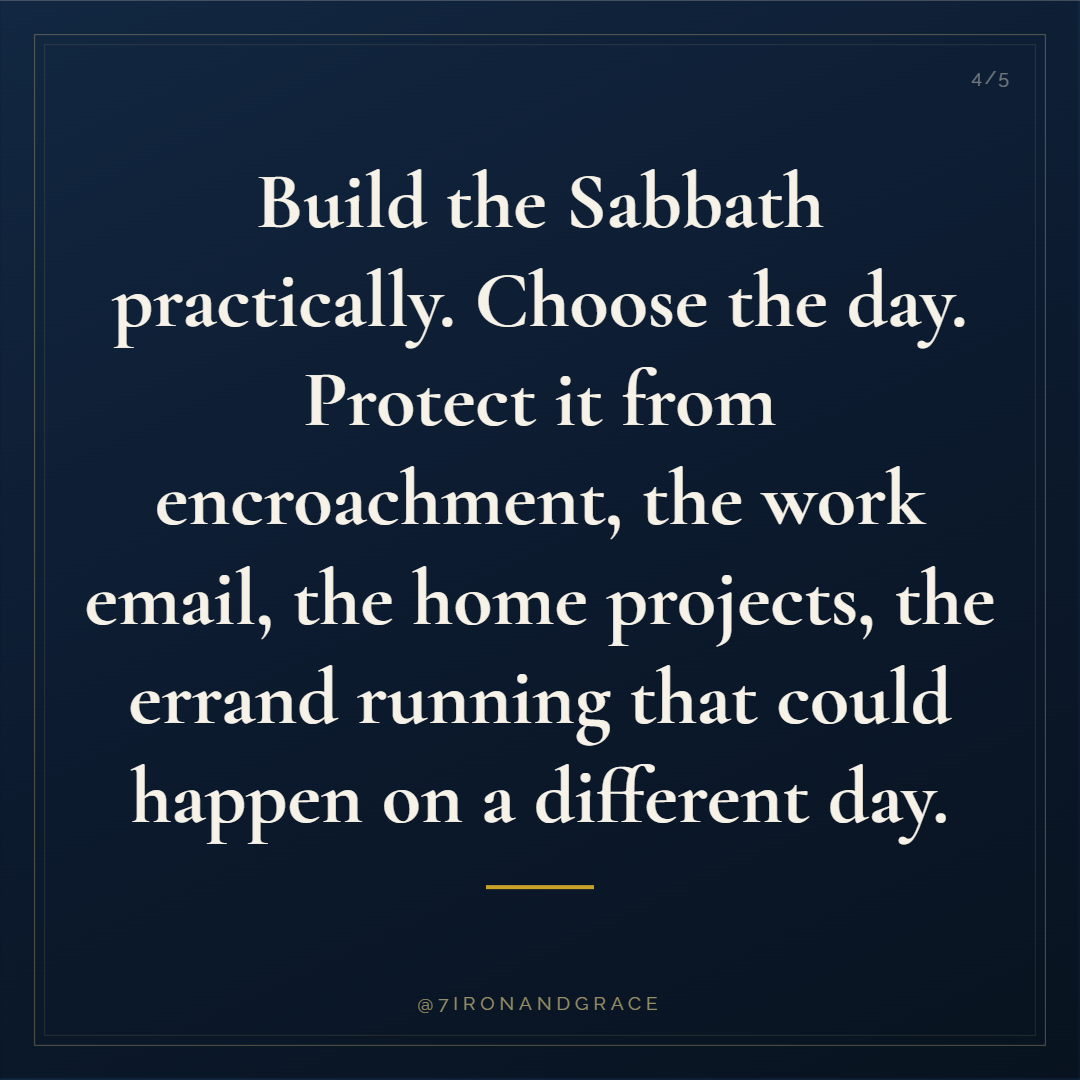 4/5
Build the Sabbath
practically. Choose the day.
Protect it from
encroachment, the work
email, the home projects, the
errand running that could
happen on a different day.
@7IRONANDGRACE